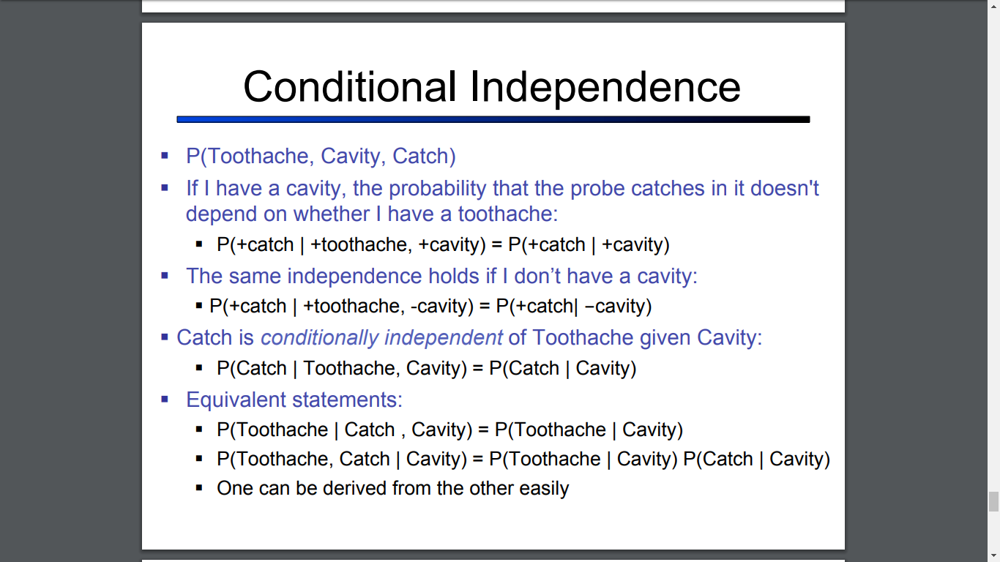 Conditional Independence
▪ P(Toothache, Cavity, Catch)
▪ If I have a cavity, the probability that the probe catches in it doesn't
depend on whether I have a toothache:
▪ P(+catch | +toothache, +cavity) = P(+catch | +cavity)
▪ The same independence holds if I don’t have a cavity:
▪ P(+catch | +toothache, -cavity) = P(+catch| −cavity)
▪ Catch is conditionally independent of Toothache given Cavity:
▪ P(Catch | Toothache, Cavity) = P(Catch | Cavity)
▪ Equivalent statements:
▪ P(Toothache | Catch , Cavity) = P(Toothache | Cavity)
▪ P(Toothache, Catch | Cavity) = P(Toothache | Cavity) P(Catch | Cavity)
▪ One can be derived from the other easily